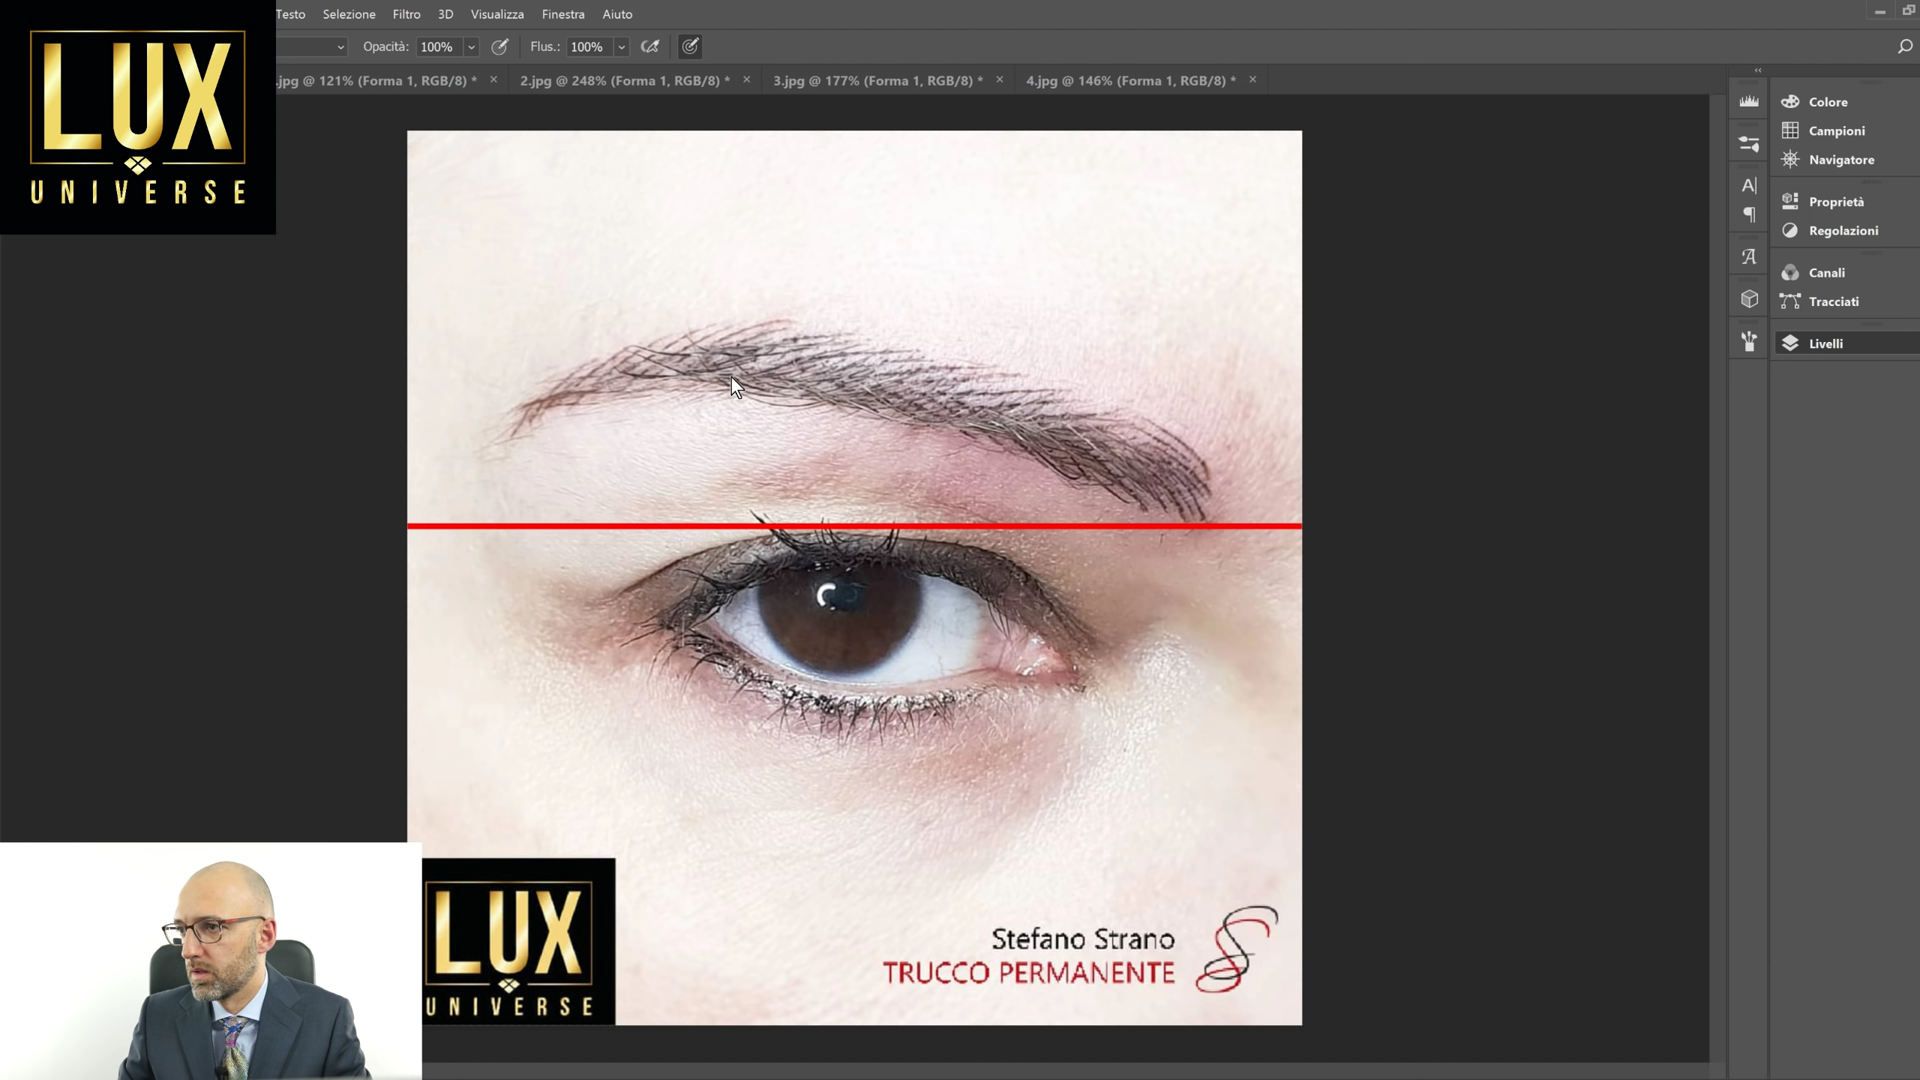 Testo Selezione Filtro 3D Visualizza Finestra Aiuto
Opacità: 100% Flus.: 100%
.jpg @ 121% (Forma 1, RGB/8) * × 2.jpg @ 248% (Forma 1, RGB/8) * × 3.jpg @ 177% (Forma 1, RGB/8) * × 4.jpg @ 146% (Forma 1, RGB/8) * ×
LUX
UNIVERSE
Colore
Campioni
Navigatore
Proprietà
Regolazioni
Canali
Tracciati
Livelli
LUX
UNIVERSE
Stefano Strano
TRUCCO PERMANENTE